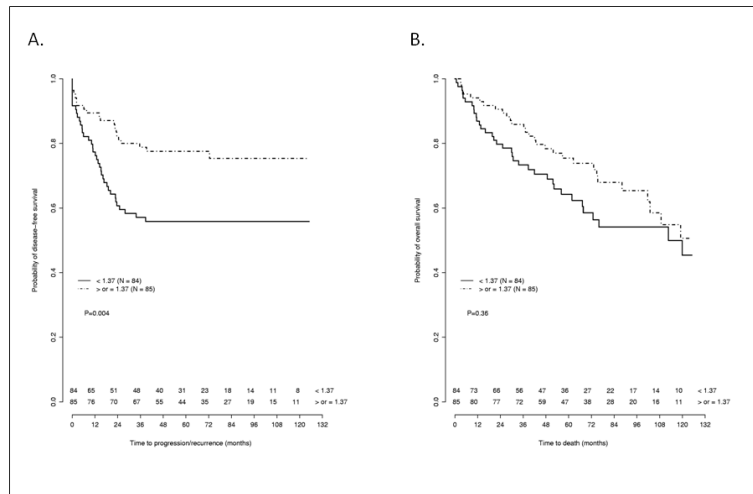 A.
1.0
0.8
0.6
0.4
0.2
0.0
Probability of disease−free survival
< 1.37 (N = 84)
> or = 1.37 (N = 85)
P=0.004
84 65 51 48 40 31 23 18 14 11 8 < 1.37
85 76 70 67 55 44 35 27 19 15 11 > or = 1.37
0 12 24 36 48 60 72 84 96 108 120 132
Time to progression/recurrence (months)
B.
1.0
0.8
0.6
0.4
0.2
0.0
Probability of overall survival
< 1.37 (N = 84)
> or = 1.37 (N = 85)
P=0.36
84 73 66 56 47 36 27 22 17 14 10 < 1.37
85 80 77 72 59 47 38 28 20 16 11 > or = 1.37
0 12 24 36 48 60 72 84 96 108 120 132
Time to death (months)